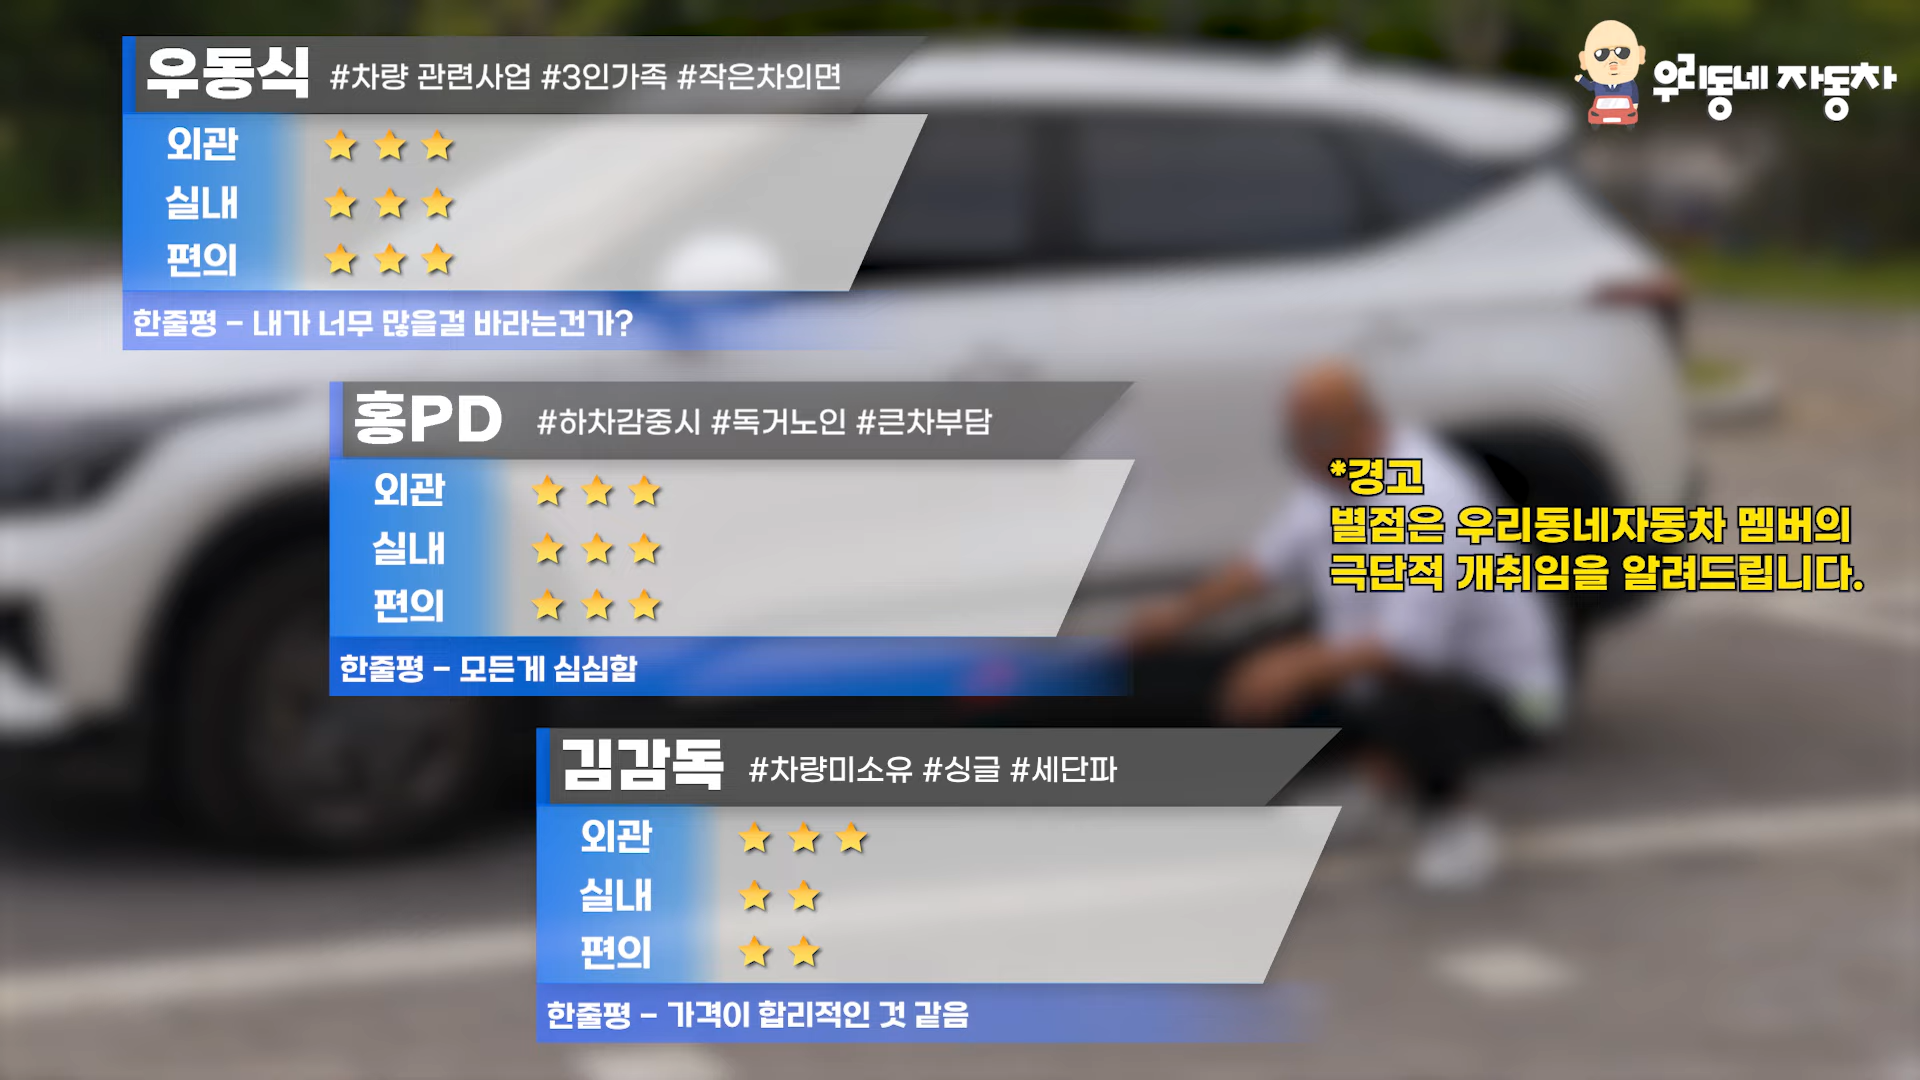 우리동네 자동차
우동식 #차량 관련사업 #3인가족 #작은차외면
외관
실내
편의
한줄평 – 내가 너무 많을걸 바라는건가?
홍PD #하차감중시 #독거노인 #큰차부담
외관
실내
편의
한줄평 – 모든게 심심함
*경고
별점은 우리동네자동차 멤버의
극단적 개취임을 알려드립니다.
김감독 #차량미소유 #싱글 #세단파
외관
실내
편의
한줄평 – 가격이 합리적인 것 같음